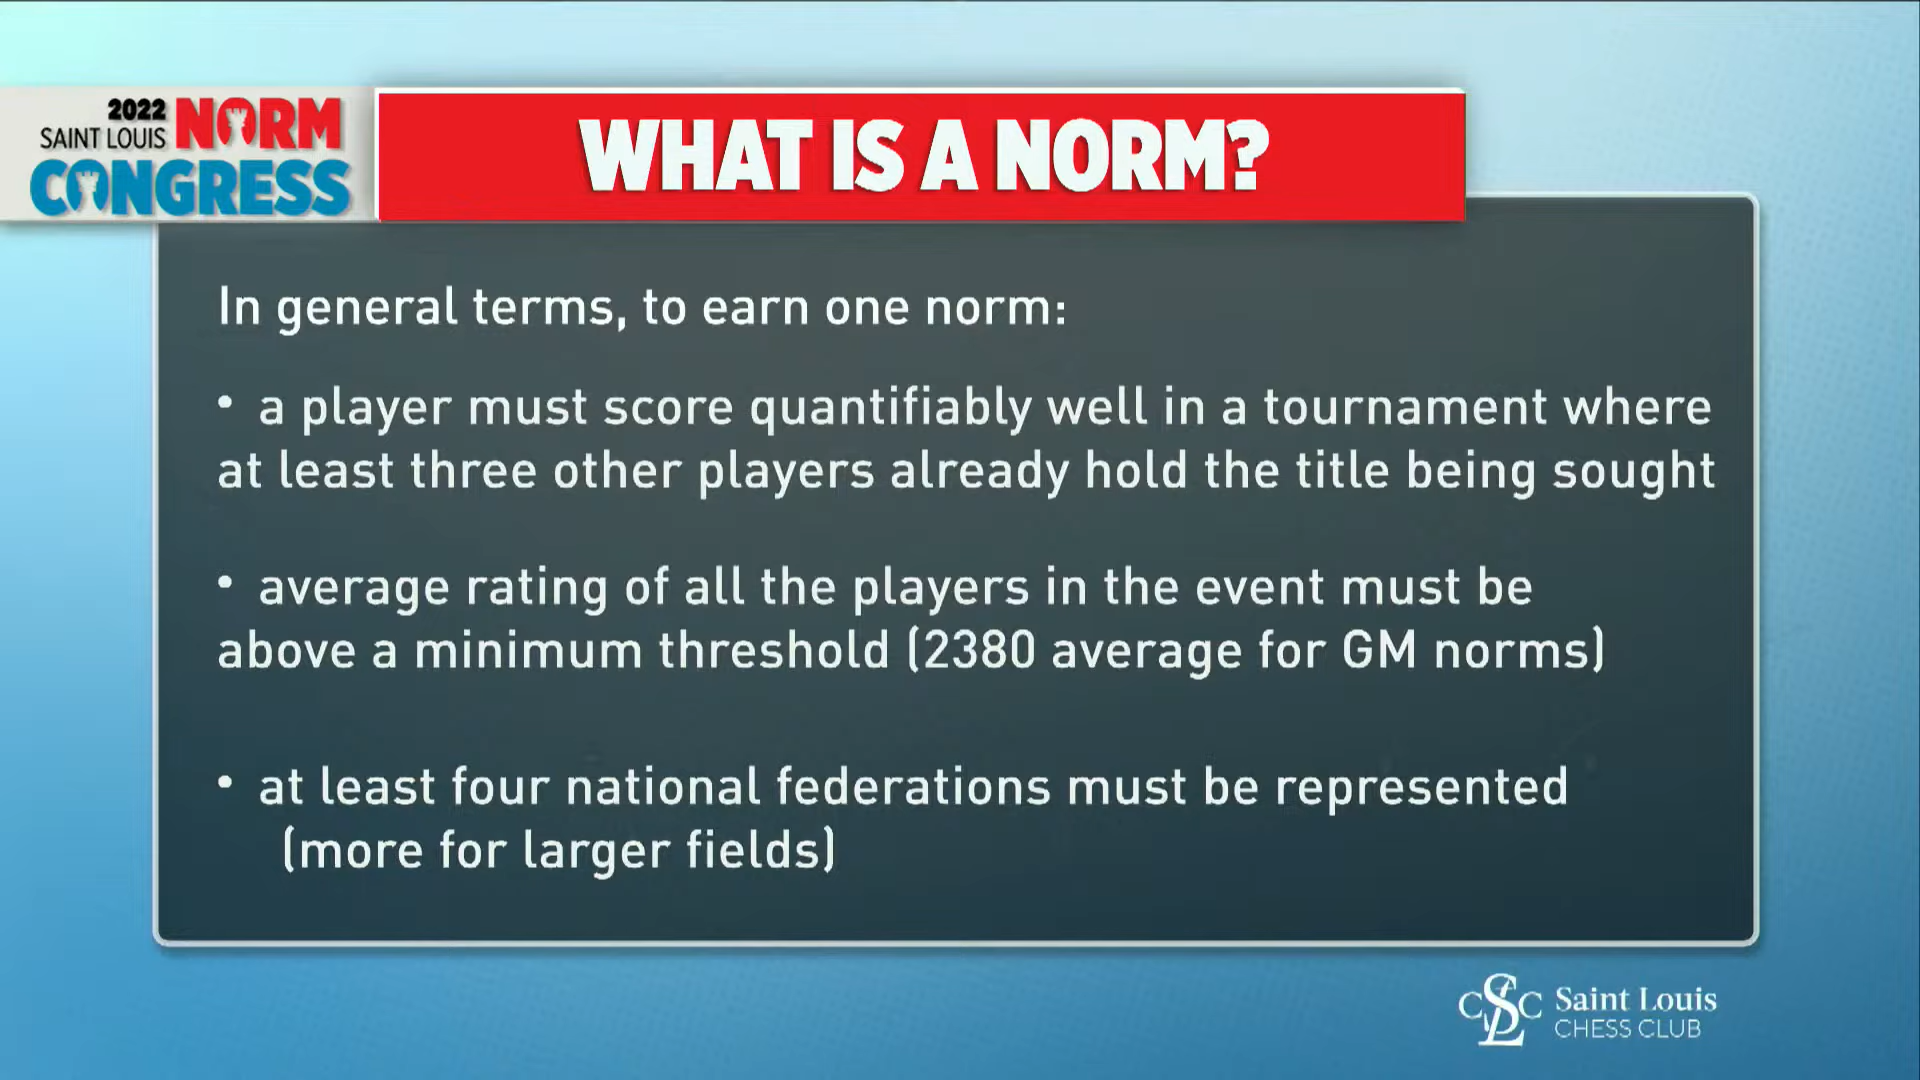 2022
SAINT LOUIS NORM
CONGRESS
WHAT IS A NORM?
In general terms, to earn one norm:
• a player must score quantifiably well in a tournament where
at least three other players already hold the title being sought
• average rating of all the players in the event must be
above a minimum threshold (2380 average for GM norms)
• at least four national federations must be represented
(more for larger fields)
CSLC Saint Louis
CHESS CLUB